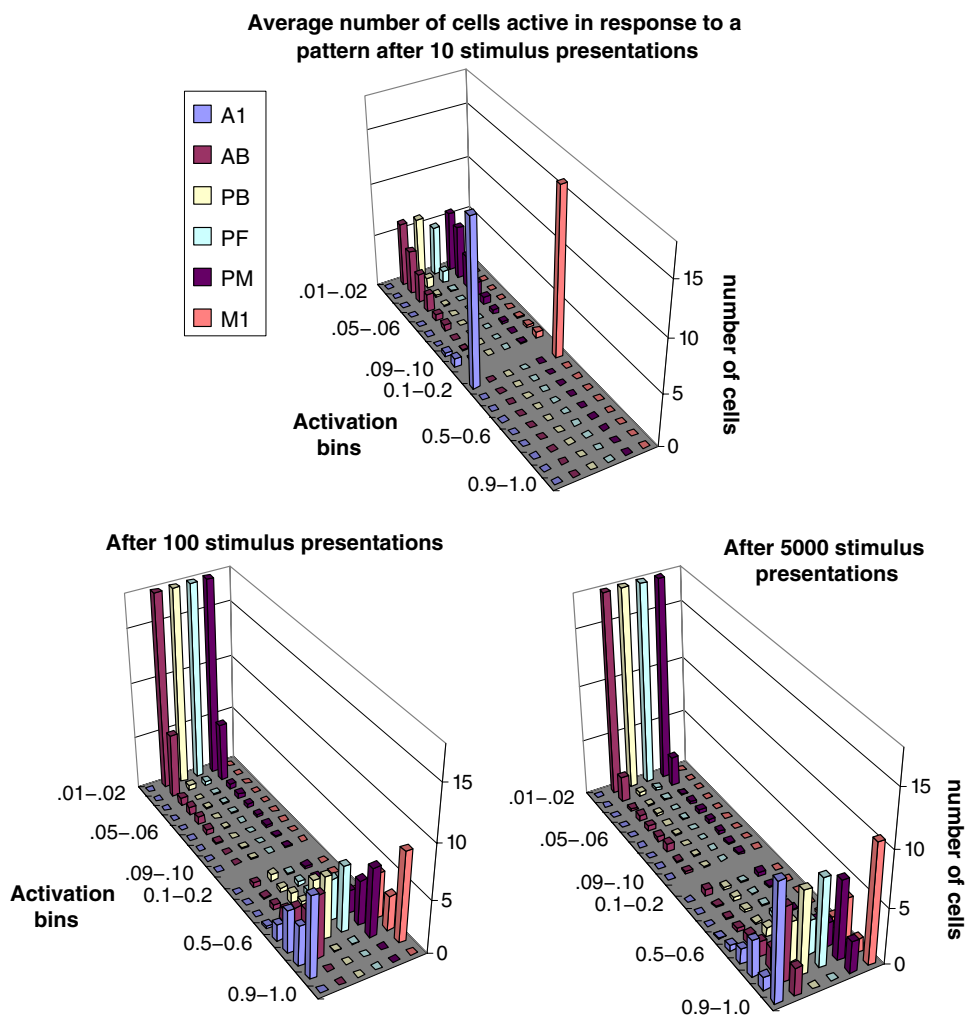 Average number of cells active in response to a
pattern after 10 stimulus presentations
A1
AB
PB
PF
PM
M1
.01–.02
.05–.06
.09–.10
0.1–0.2
0.5–0.6
0.9–1.0
Activation
bins
15
10
5
0
number of cells
After 100 stimulus presentations
.01–.02
.05–.06
.09–.10
0.1–0.2
0.5–0.6
0.9–1.0
Activation
bins
15
10
5
0
After 5000 stimulus
presentations
.01–.02
.05–.06
.09–.10
0.1–0.2
0.5–0.6
0.9–1.0
15
10
5
0
number of cells